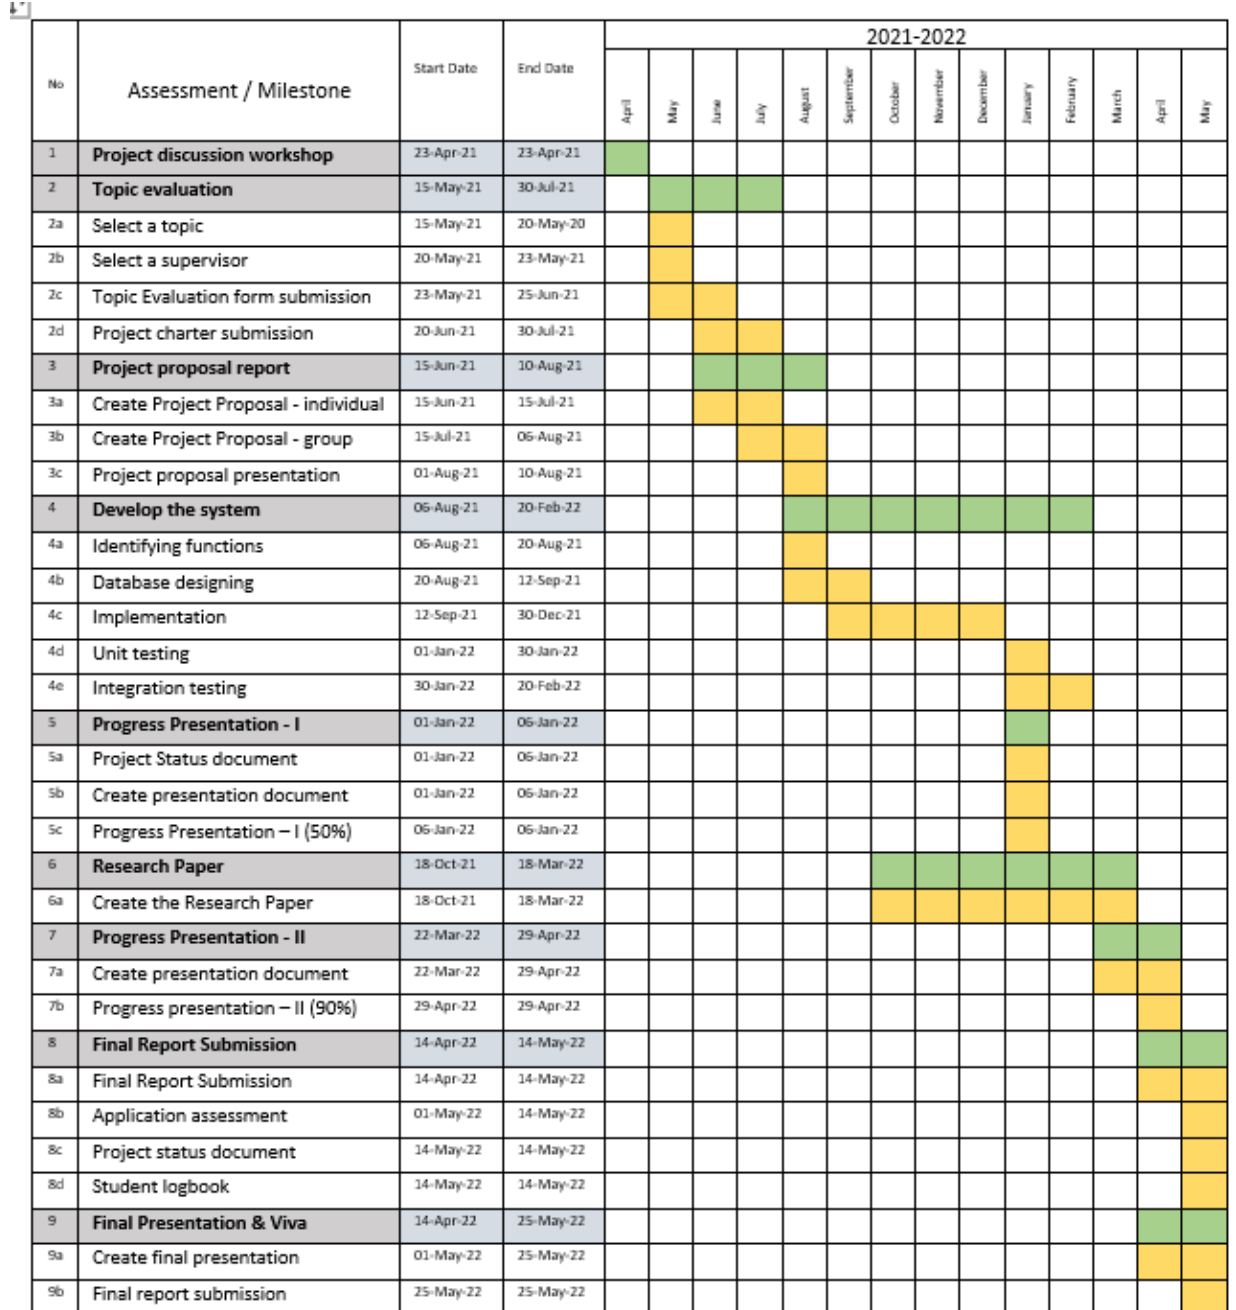 2021-2022
No Assessment / Milestone Start Date End Date April May June July August September October November December January February March April May
1 Project discussion workshop 23-Apr-21 23-Apr-21
2 Topic evaluation 15-May-21 30-Jul-21
2a Select a topic 15-May-21 20-May-20
2b Select a supervisor 20-May-21 23-May-21
2c Topic Evaluation form submission 23-May-21 25-Jun-21
2d Project charter submission 20-Jun-21 30-Jul-21
3 Project proposal report 15-Jun-21 10-Aug-21
3a Create Project Proposal - individual 15-Jun-21 15-Jul-21
3b Create Project Proposal - group 15-Jul-21 06-Aug-21
3c Project proposal presentation 01-Aug-21 10-Aug-21
4 Develop the system 06-Aug-21 20-Feb-22
4a Identifying functions 06-Aug-21 20-Aug-21
4b Database designing 20-Aug-21 12-Sep-21
4c Implementation 12-Sep-21 30-Dec-21
4d Unit testing 01-Jan-22 30-Jan-22
4e Integration testing 30-Jan-22 20-Feb-22
5 Progress Presentation - I 01-Jan-22 06-Jan-22
5a Project Status document 01-Jan-22 06-Jan-22
5b Create presentation document 01-Jan-22 06-Jan-22
5c Progress Presentation – I (50%) 06-Jan-22 06-Jan-22
6 Research Paper 18-Oct-21 18-Mar-22
6a Create the Research Paper 18-Oct-21 18-Mar-22
7 Progress Presentation - II 22-Mar-22 29-Apr-22
7a Create presentation document 22-Mar-22 29-Apr-22
7b Progress presentation – II (90%) 29-Apr-22 29-Apr-22
8 Final Report Submission 14-Apr-22 14-May-22
8a Final Report Submission 14-Apr-22 14-May-22
8b Application assessment 01-May-22 14-May-22
8c Project status document 14-May-22 14-May-22
8d Student logbook 14-May-22 14-May-22
9 Final Presentation & Viva 14-Apr-22 25-May-22
9a Create final presentation 01-May-22 25-May-22
9b Final report submission 25-May-22 25-May-22